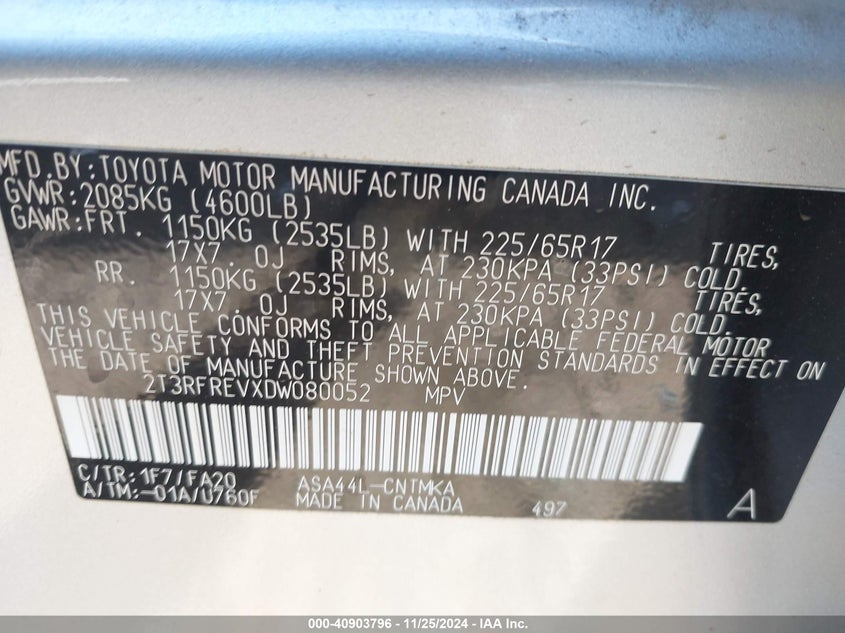 MFD.BY:TOYOTA MOTOR MANUFACTURING CANADA INC.
GVWR:2085KG (4600LB)
GAWR:FRT. 1150KG (2535LB) WITH 225/65R17 TIRES,
17X7.0J RIMS, AT 230KPA (33PSI) COLD.
RR. 1150KG (2535LB) WITH 225/65R17 TIRES,
17X7.0J RIMS, AT 230KPA (33PSI) COLD.
THIS VEHICLE CONFORMS TO ALL APPLICABLE FEDERAL MOTOR
VEHICLE SAFETY AND THEFT PREVENTION STANDARDS IN EFFECT ON
THE DATE OF MANUFACTURE SHOWN ABOVE.
2T3RFREVXDW080052 MPV
C/TR:1F7/FA20 ASA44L-CNTMKA
A/TM:-01A/U760F MADE IN CANADA 497 A
000-40903796 - 11/25/2024 - IAA Inc.